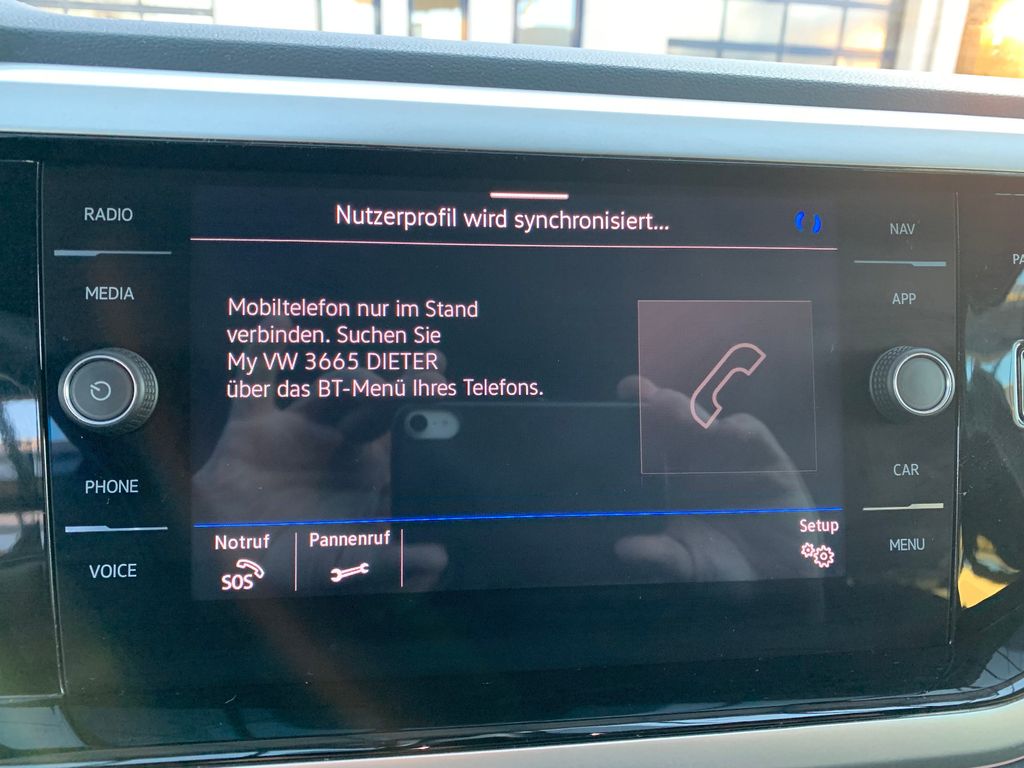 RADIO
MEDIA
PHONE
VOICE
Nutzerprofil wird synchronisiert...
Mobiltelefon nur im Stand
verbinden. Suchen Sie
My VW 3665 DIETER
über das BT-Menü Ihres Telefons.
Notruf
SOS
Pannenruf
Setup
NAV
APP
CAR
MENU